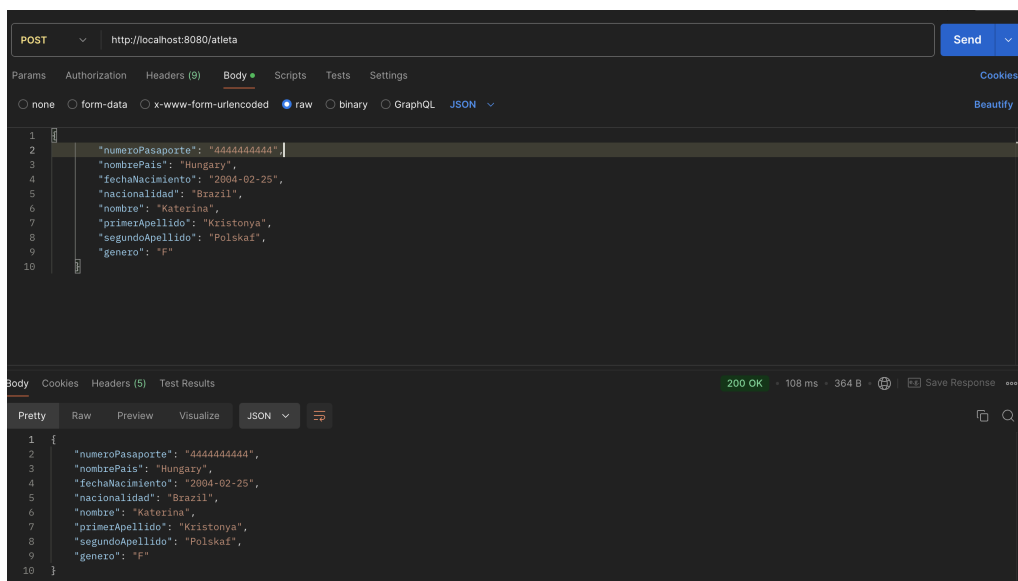 POST http://localhost:8080/atleta Send
Params Authorization Headers (9) Body Scripts Tests Settings Cookies
none form-data x-www-form-urlencoded raw binary GraphQL JSON Beautify
1 {
2 "numeroPasaporte": "4444444444",
3 "nombrePais": "Hungary",
4 "fechaNacimiento": "2004-02-25",
5 "nacionalidad": "Brazil",
6 "nombre": "Katerina",
7 "primerApellido": "Kristonya",
8 "segundoApellido": "Polskaf",
9 "genero": "F"
10 }
Body Cookies Headers (5) Test Results 200 OK 108 ms 364 B Save Response
Pretty Raw Preview Visualize JSON
1 {
2 "numeroPasaporte": "4444444444",
3 "nombrePais": "Hungary",
4 "fechaNacimiento": "2004-02-25",
5 "nacionalidad": "Brazil",
6 "nombre": "Katerina",
7 "primerApellido": "Kristonya",
8 "segundoApellido": "Polskaf",
9 "genero": "F"
10 }